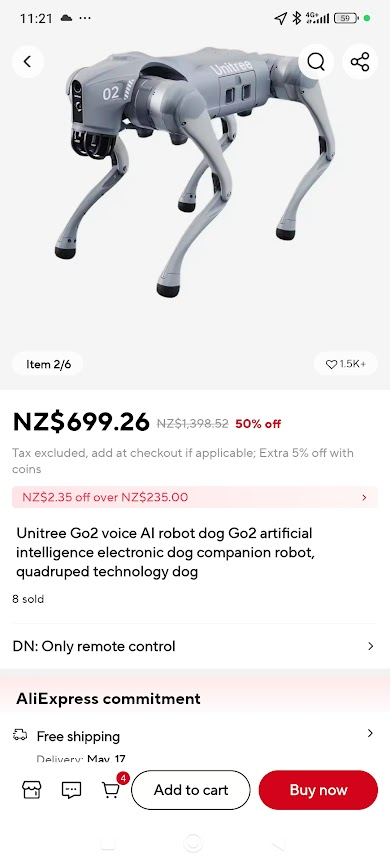 11:21
4G+
59
Unitree
02
Item 2/6
1.5K+
NZ$699.26 NZ$1,398.52 50% off
Tax excluded, add at checkout if applicable; Extra 5% off with
coins
NZ$2.35 off over NZ$235.00
Unitree Go2 voice AI robot dog Go2 artificial
intelligence electronic dog companion robot,
quadruped technology dog
8 sold
DN: Only remote control
AliExpress commitment
Free shipping
Delivery: May. 17
4
Add to cart
Buy now